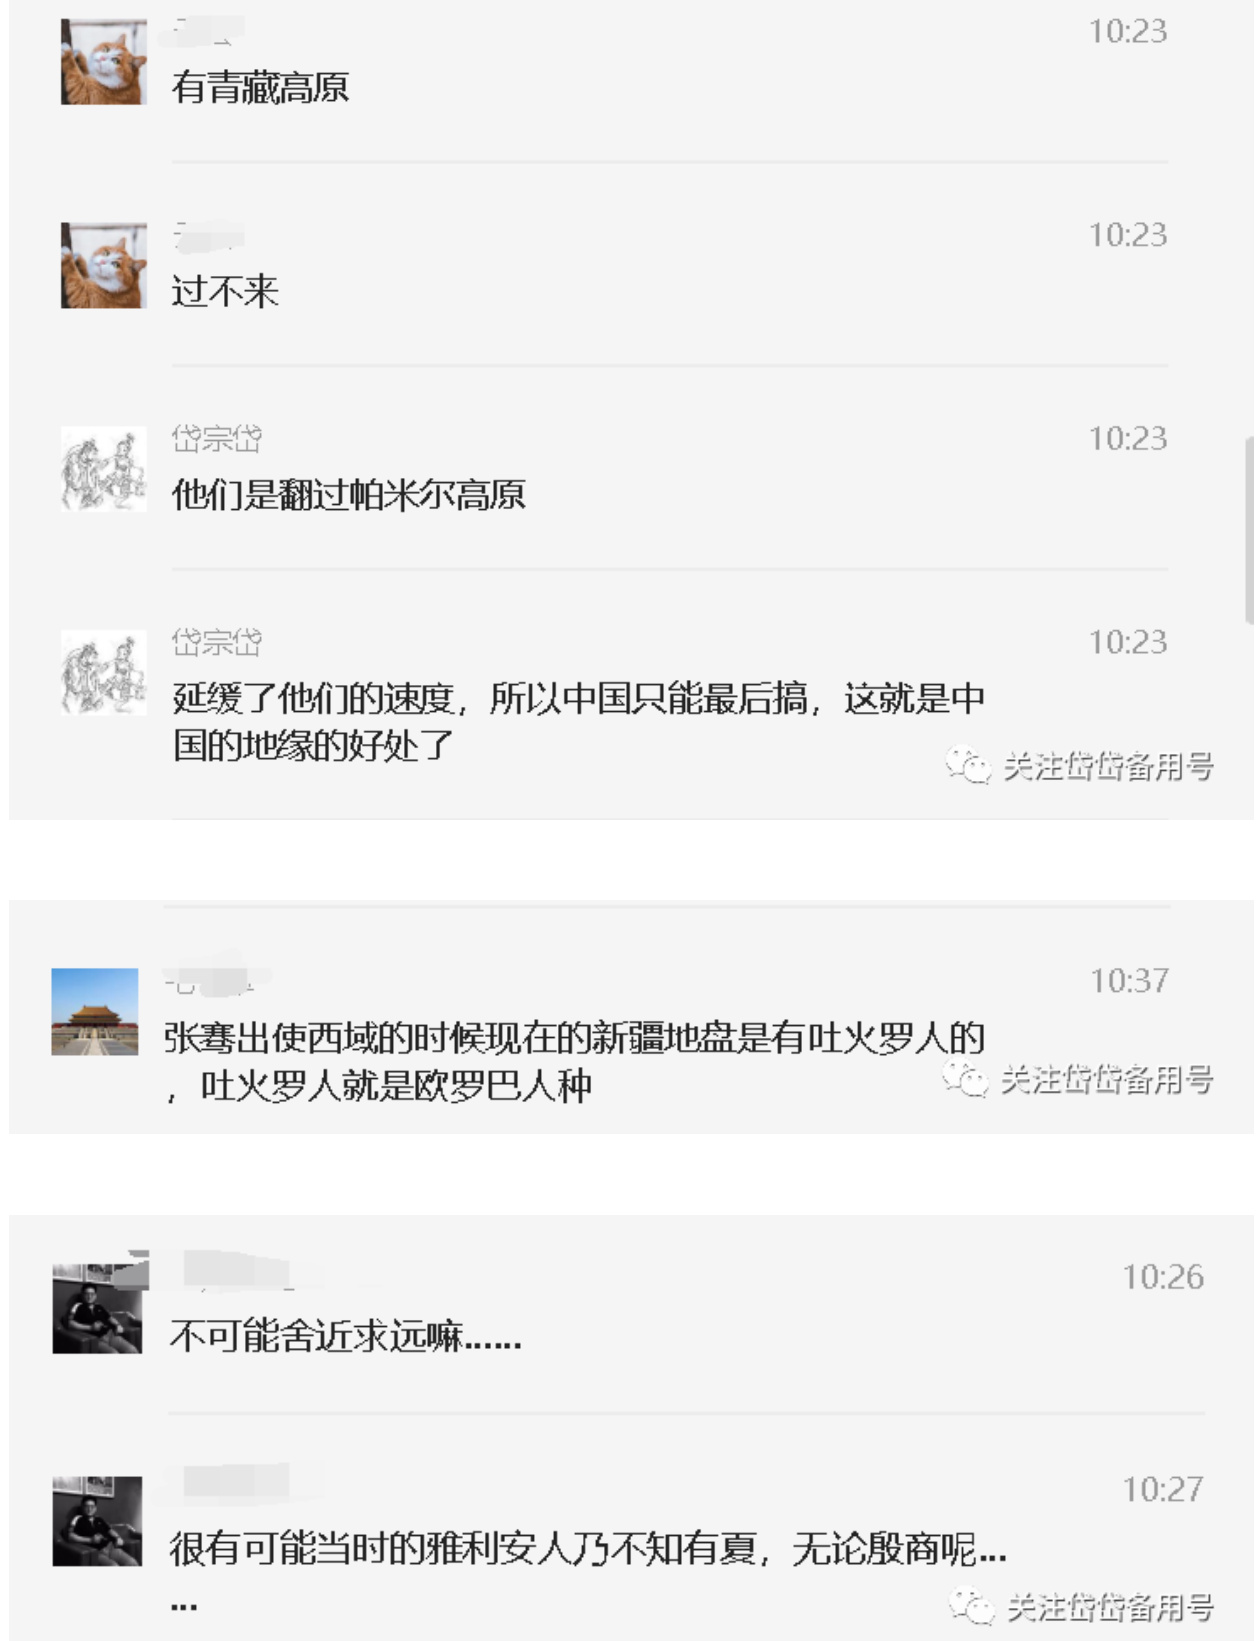 10:23
有青藏高原
10:23
过不来
岱宗岱
10:23
他们是翻过帕米尔高原
岱宗岱
10:23
延缓了他们的速度，所以中国只能最后搞，这就是中
国的地缘的好处了
关注岱岱备用号
10:37
张骞出使西域的时候现在的新疆地盘是有吐火罗人的
，吐火罗人就是欧罗巴人种
关注岱岱备用号
10:26
不可能舍近求远嘛……
10:27
很有可能当时的雅利安人乃不知有夏，无论殷商呢...
...
关注岱岱备用号